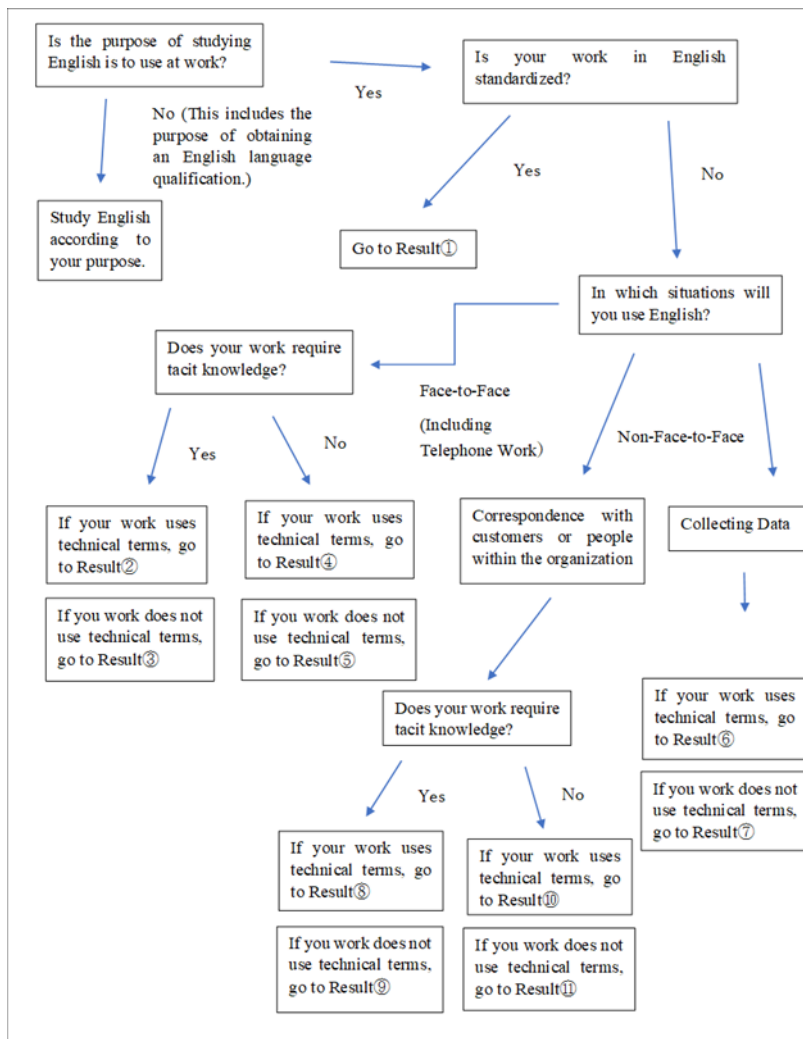 Is the purpose of studying
English is to use at work?
Is your work in English
standardized?
Yes
No (This includes the
purpose of obtaining
an English language
qualification.)
Yes
No
Study English
according to
your purpose.
Go to Result①
In which situations will
you use English?
Does your work require
tacit knowledge?
Face-to-Face
(Including
Telephone Work)
Non-Face-to-Face
Yes
No
If your work uses
technical terms, go
to Result②
If your work uses
technical terms, go
to Result④
Correspondence with
customers or people
within the organization
Collecting Data
If you work does not
use technical terms,
go to Result③
If you work does not
use technical terms,
go to Result⑤
Does your work require
tacit knowledge?
If your work uses
technical terms, go
to Result⑥
If you work does not
use technical terms,
go to Result⑦
Yes
No
If your work uses
technical terms, go
to Result⑧
If your work uses
technical terms, go
to Result⑩
If you work does not
use technical terms,
go to Result⑨
If you work does not
use technical terms,
go to Result⑪